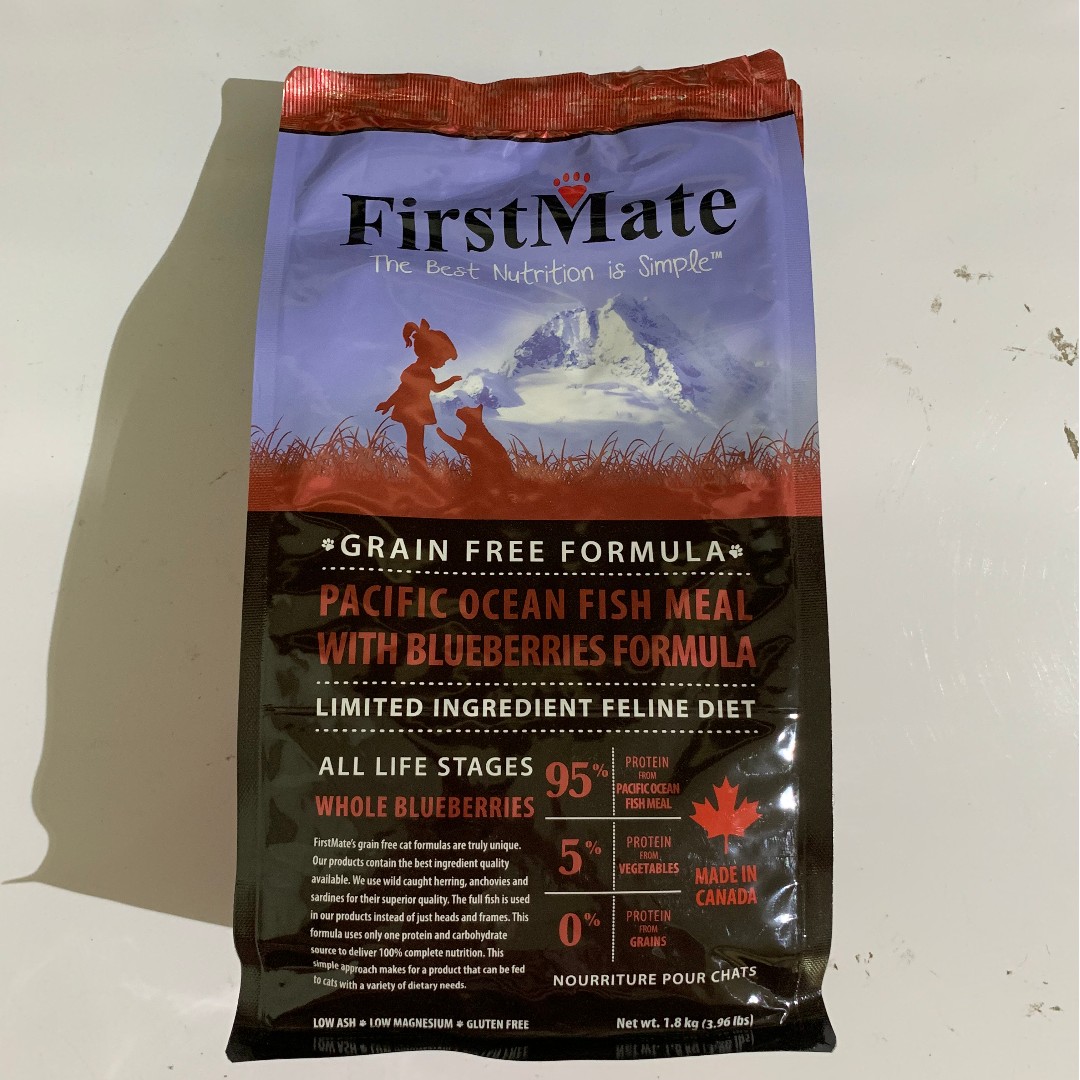 FirstMate
The Best Nutrition is Simple™
GRAIN FREE FORMULA
PACIFIC OCEAN FISH MEAL
WITH BLUEBERRIES FORMULA
LIMITED INGREDIENT FELINE DIET
ALL LIFE STAGES
WHOLE BLUEBERRIES
FirstMate's grain free cat formulas are truly unique.
Our products contain the best ingredient quality
available. We use wild caught herring, anchovies and
sardines for their superior quality. The full fish is used
in our products instead of just heads and frames. This
formula uses only one protein and carbohydrate
source to deliver 100% complete nutrition. This
simple approach makes for a product that can be fed
to cats with a variety of dietary needs.
95%
PROTEIN
FROM
PACIFIC OCEAN
FISH MEAL
5%
PROTEIN
FROM
VEGETABLES
0%
PROTEIN
FROM
GRAINS
MADE IN
CANADA
NOURRITURE POUR CHATS
LOW ASH LOW MAGNESIUM GLUTEN FREE
Net wt. 1.8 kg (3.96 lbs)